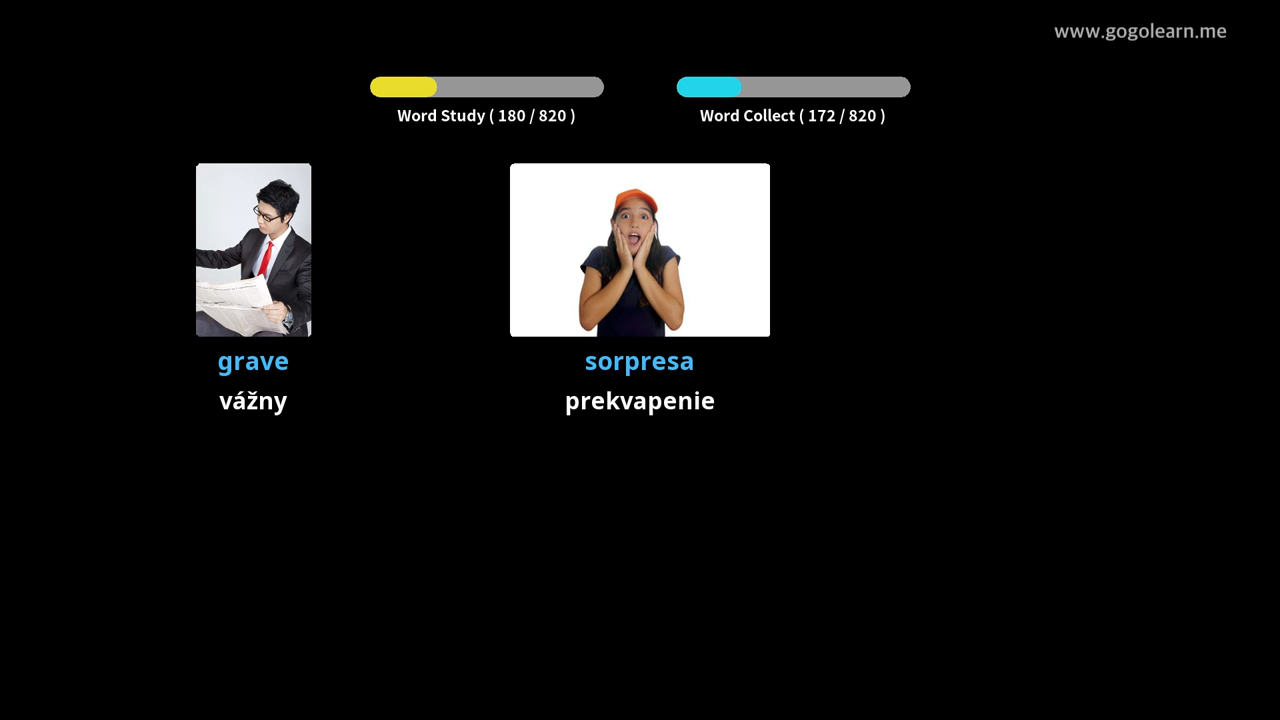 www.gogolearn.me
Word Study ( 180 / 820 )
Word Collect ( 172 / 820 )
grave
vážny
sorpresa
prekvapenie